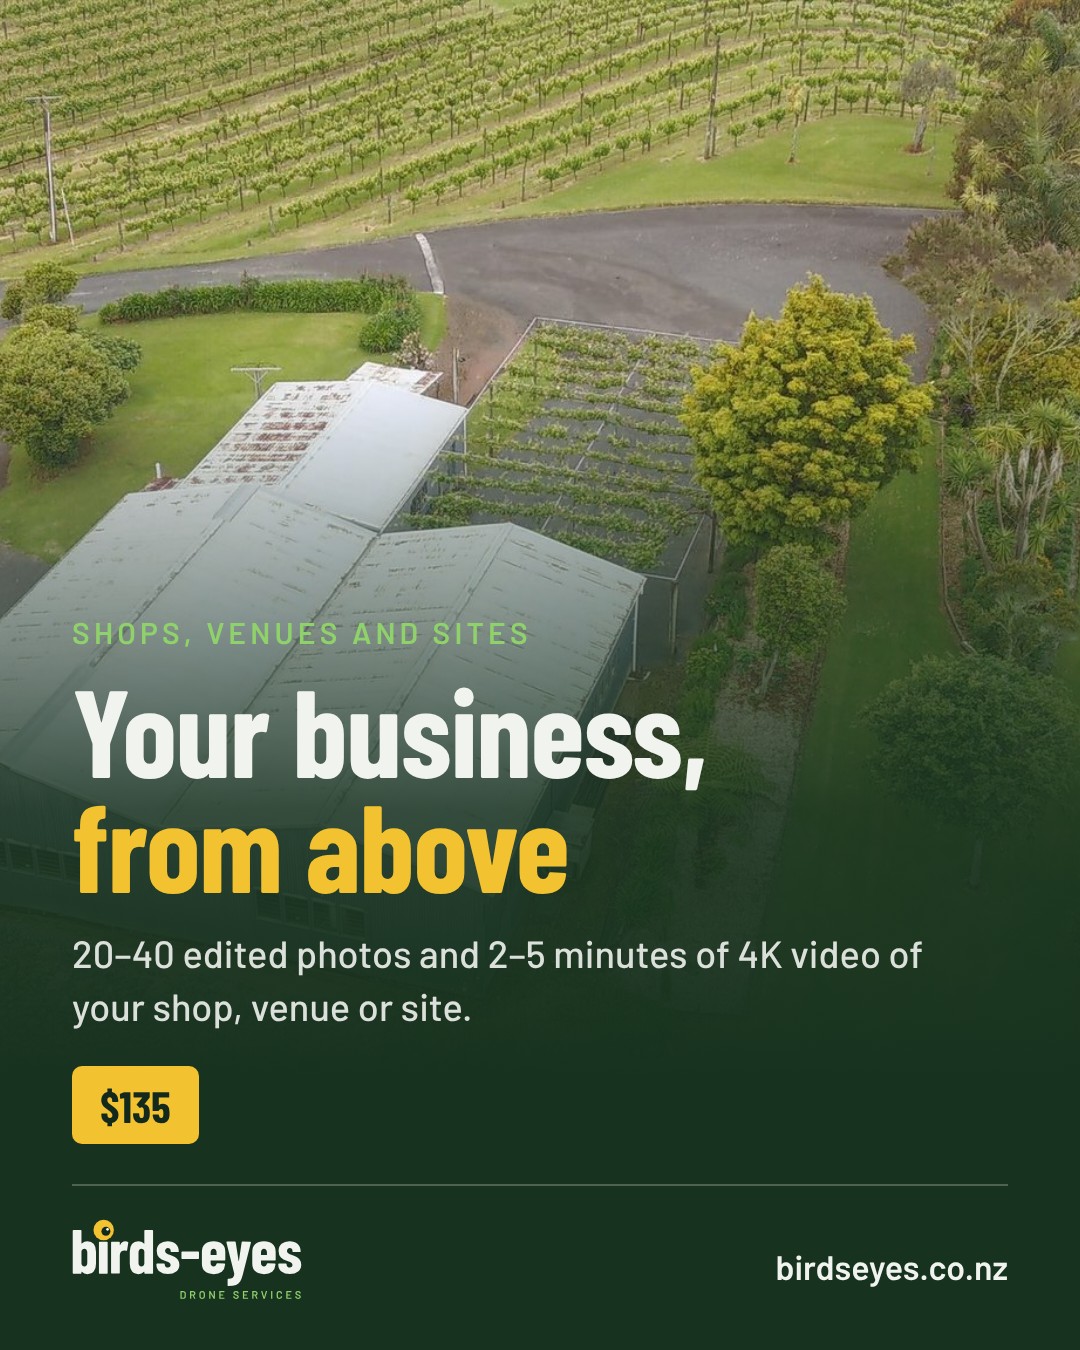 SHOPS, VENUES AND SITES
Your business,
from above
20–40 edited photos and 2–5 minutes of 4K video of
your shop, venue or site.
$135
birds-eyes
DRONE SERVICES
birdseyes.co.nz